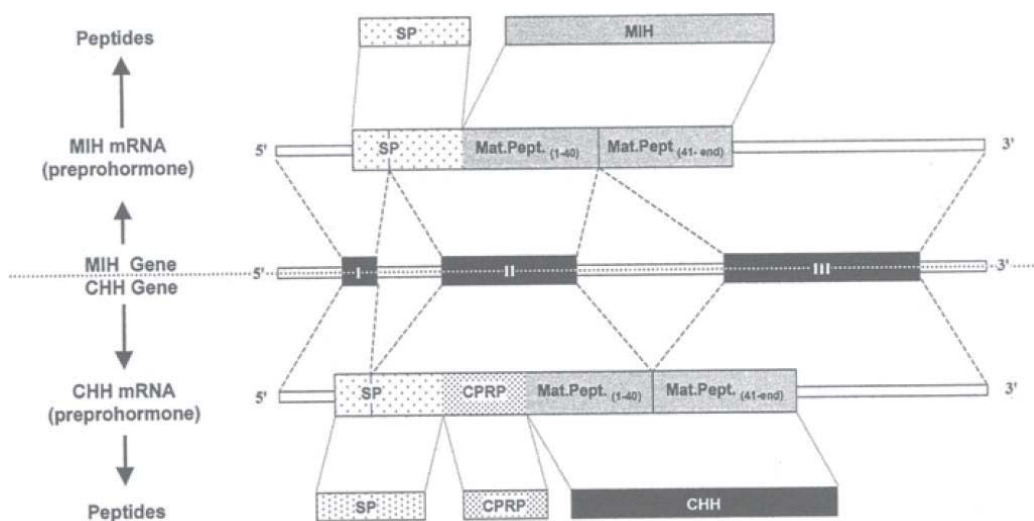 Peptides
SP
MIH
MIH mRNA
(preprohormone)
5'
SP
Mat.Pept. (1-40)
Mat.Pept (41- end)
3'
MIH Gene
CHH Gene
5'
I
II
III
3'
CHH mRNA
(preprohormone)
5'
SP
CPRP
Mat.Pept. (1-40)
Mat.Pept. (41-end)
3'
Peptides
SP
CPRP
CHH